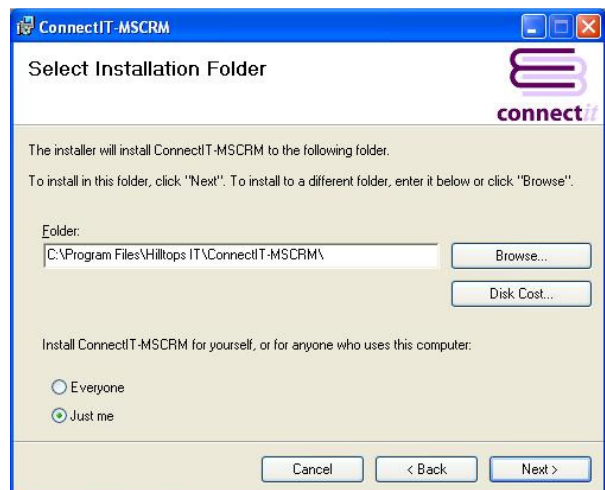 ConnectIT-MSCRM
Select Installation Folder
connectit
The installer will install ConnectIT-MSCRM to the following folder.
To install in this folder, click "Next". To install to a different folder, enter it below or click "Browse".
Folder:
C:\Program Files\Hilltops IT\ConnectIT-MSCRM\
Browse...
Disk Cost...
Install ConnectIT-MSCRM for yourself, or for anyone who uses this computer:
Everyone
Just me
Cancel
< Back
Next >